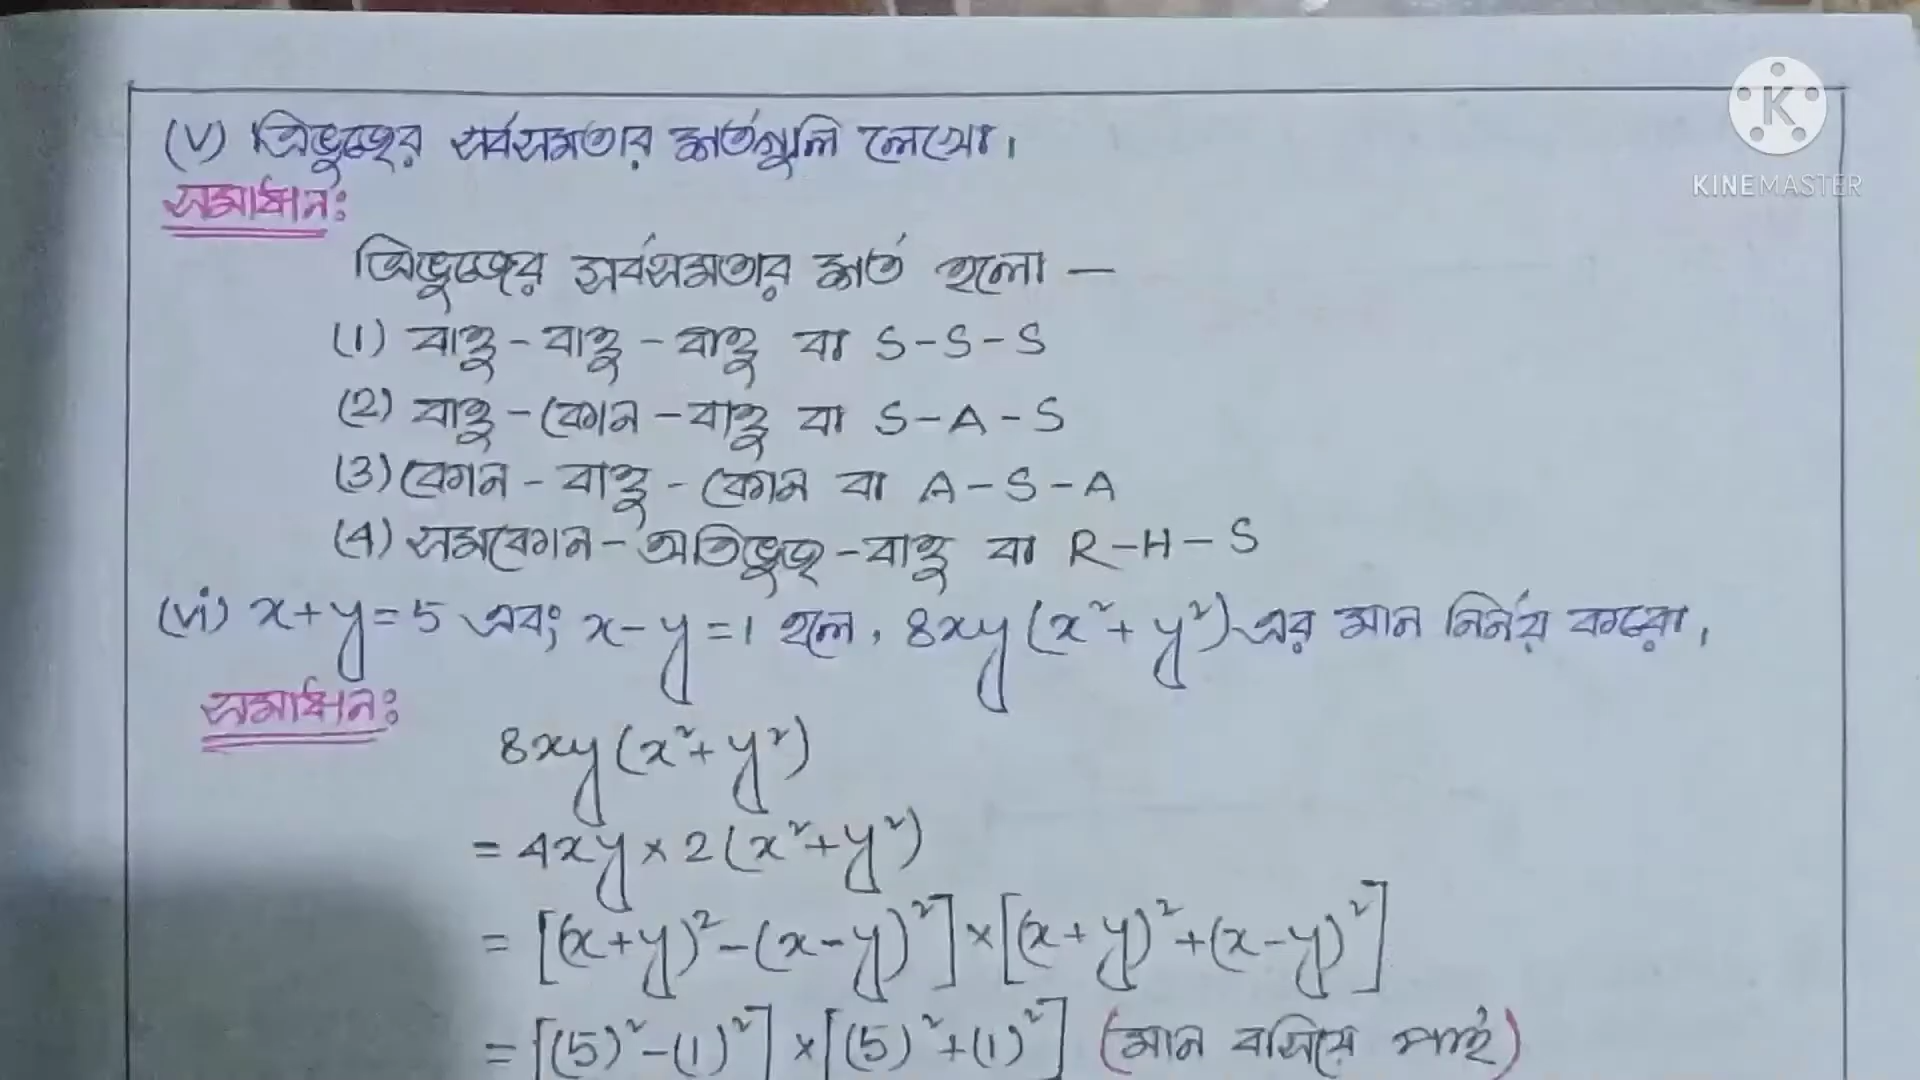 (v) ত্রিভুজের সর্বসমতার শর্তগুলি লেখো।
KINEMASTER
সমাধান:
ত্রিভুজের সর্বসমতার শর্ত হলো —
(1) বাহু - বাহু - বাহু বা S-S-S
(2) বাহু - কোন - বাহু বা S-A-S
(3) কোন - বাহু - কোন বা A-S-A
(4) সমকোন - অতিভুজ - বাহু বা R-H-S
(vi) x+y=5 এবং x-y=1 হলে, 8xy(x²+y²) এর মান নির্নয় করো।
সমাধান:
8xy(x²+y²)
= 4xy × 2(x²+y²)
= [(x+y)²-(x-y)²]×[(x+y)²+(x-y)²]
= [(5)²-(1)²]×[(5)²+(1)²] (মান বসিয়ে পাই)